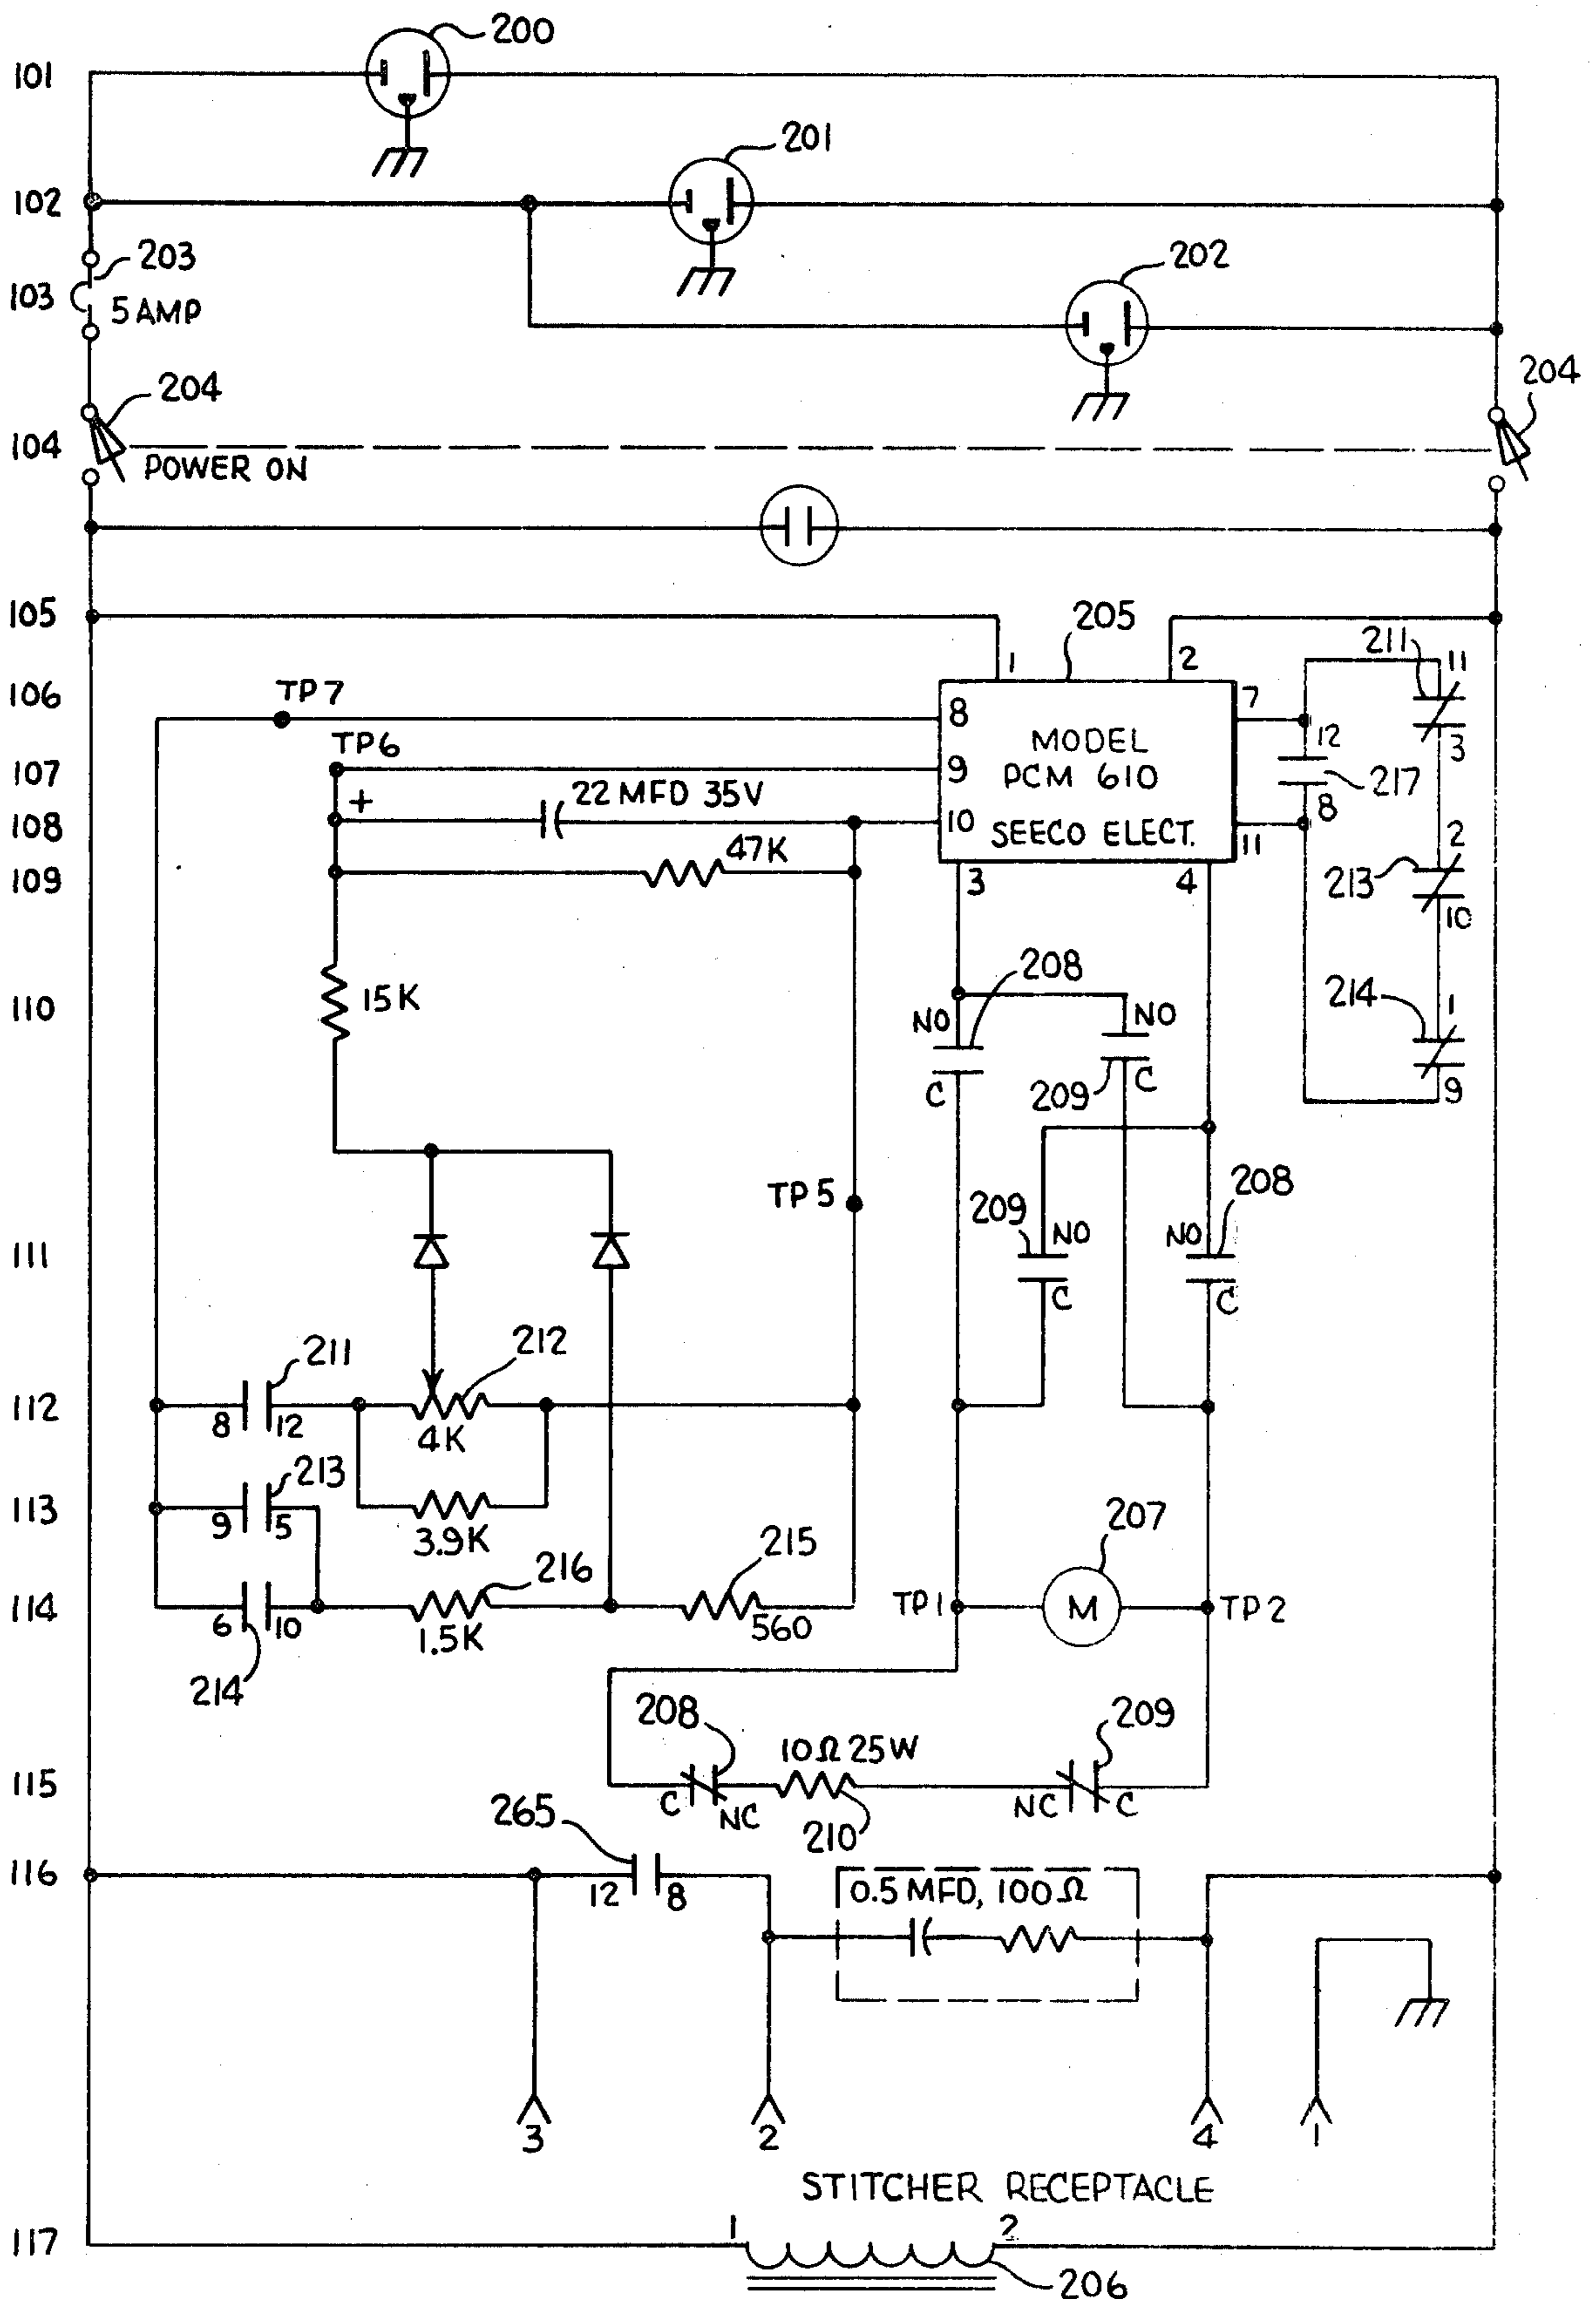 200
101
201
102
203
202
103
5 AMP
204
204
104
POWER ON
105
205
211
1
2
11
106
TP7
8
7
MODEL
12
3
TP6
107
9
PCM 610
217
+
22 MFD 35V
108
10
SEECO ELECT.
8
11
2
47K
109
3
4
213
10
208
110
15K
NO
NO
214
1
209
C
C
9
TP5
208
209
NO
NO
111
C
C
211
212
112
8
12
4K
213
113
9
5
3.9K
207
216
215
114
6
10
1.5K
560
TP1
M
TP2
214
208
209
10Ω 25W
115
C
NC
NC
C
265
210
116
12
8
0.5 MFD, 100Ω
3
2
4
1
STITCHER RECEPTACLE
117
1
2
206